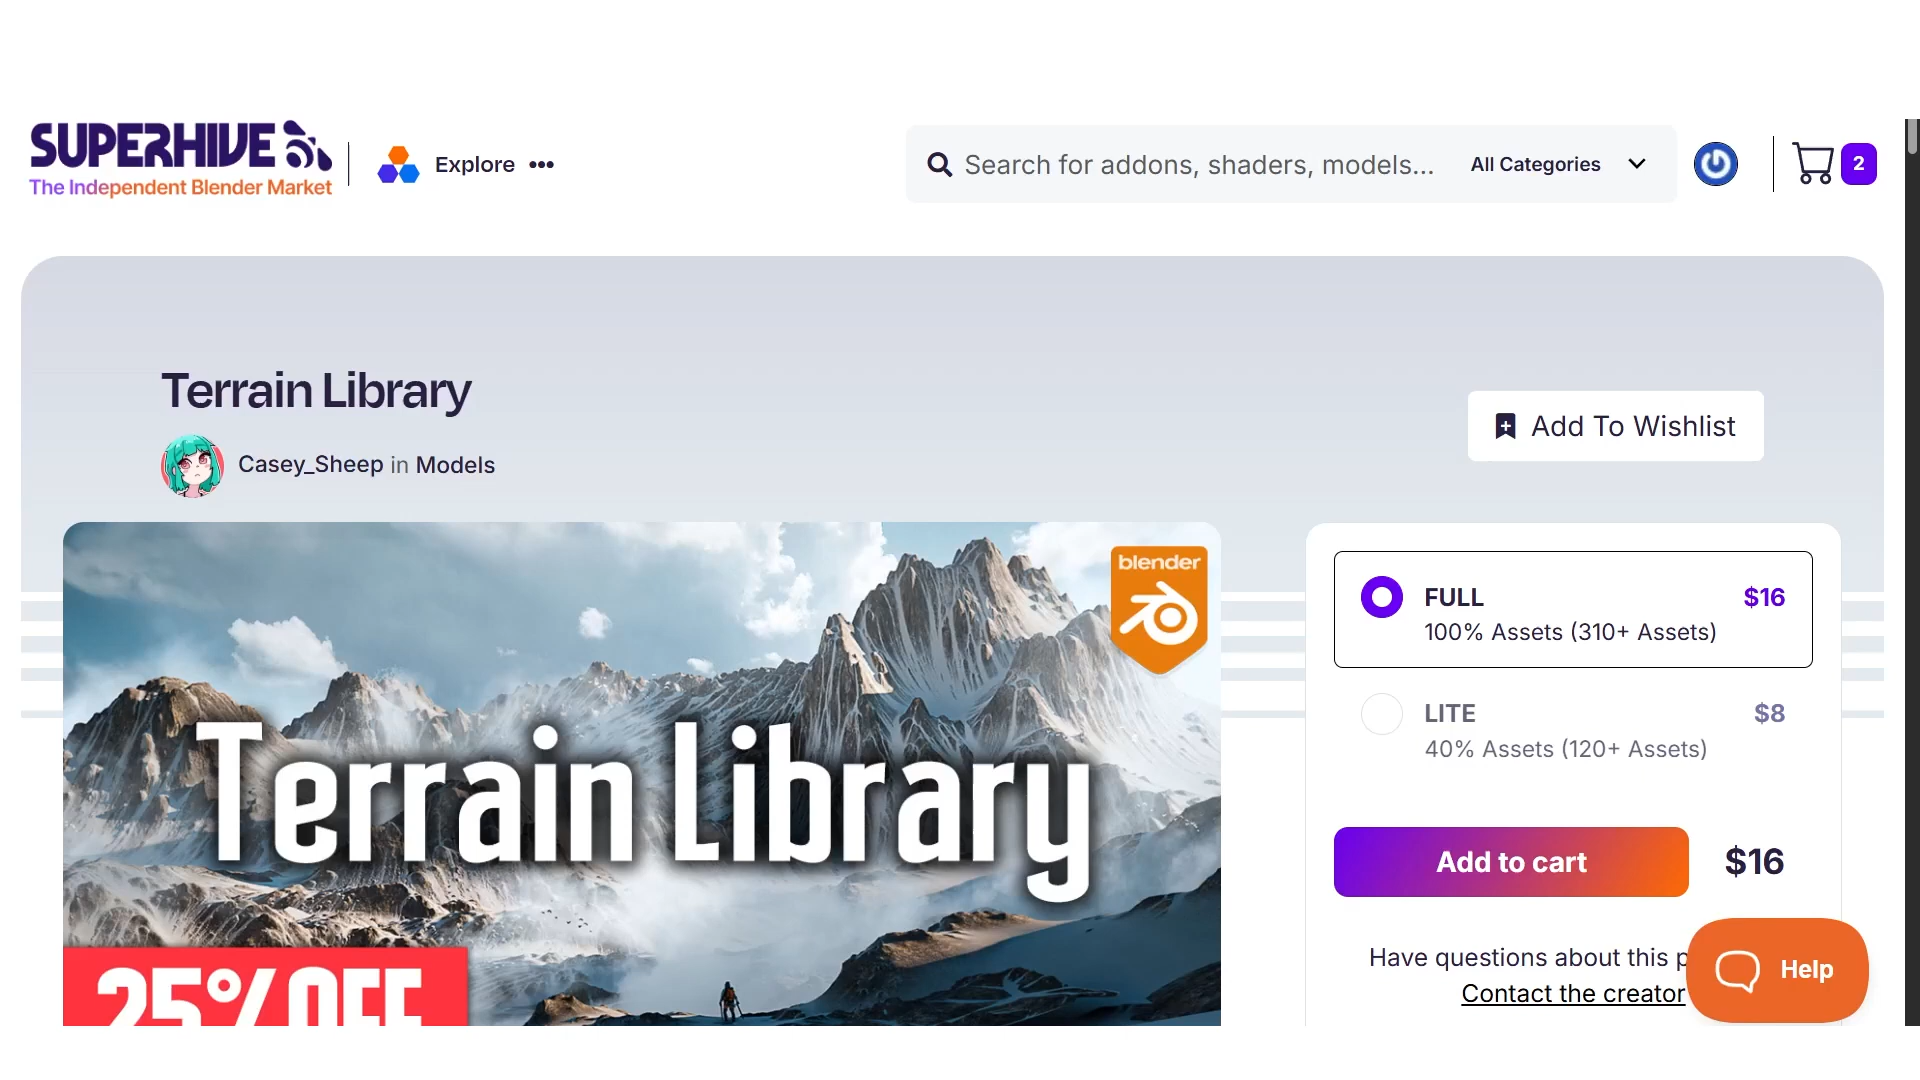 SUPERHIVE
The Independent Blender Market
Explore •••
Search for addons, shaders, models...
All Categories
2
Terrain Library
Casey_Sheep in Models
Add To Wishlist
blender
Terrain Library
25% OFF
FULL
$16
100% Assets (310+ Assets)
LITE
$8
40% Assets (120+ Assets)
Add to cart
$16
Have questions about this p
Contact the creator
Help